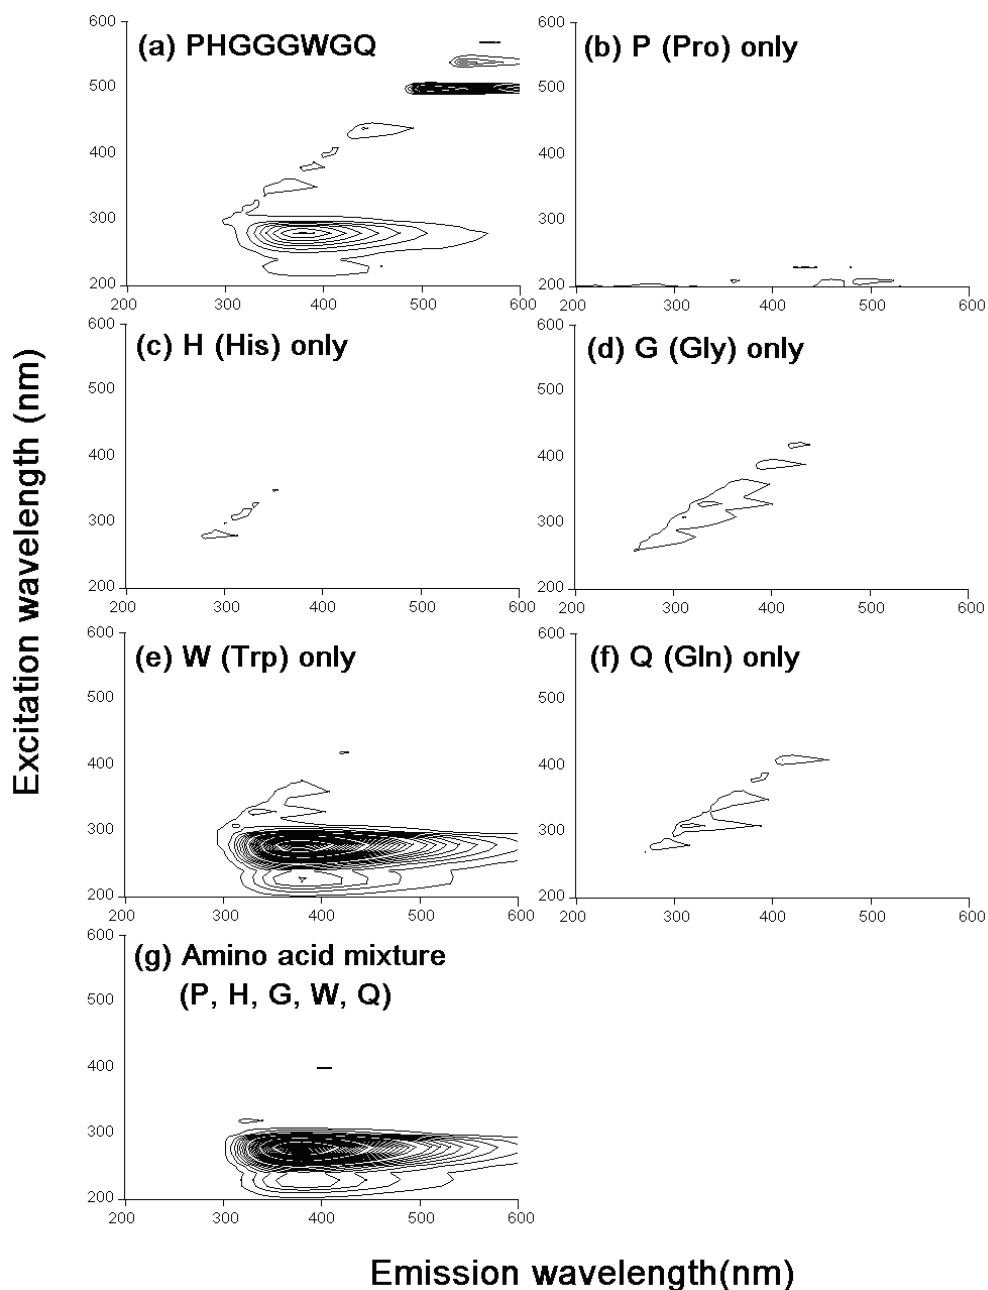 (a) PHGGGWGQ
600
500
400
300
200
200 300 400 500 600
(b) P (Pro) only
600
500
400
300
200
200 300 400 500 600
(c) H (His) only
600
500
400
300
200
200 300 400 500 600
(d) G (Gly) only
600
500
400
300
200
200 300 400 500 600
(e) W (Trp) only
600
500
400
300
200
200 300 400 500 600
(f) Q (Gln) only
600
500
400
300
200
200 300 400 500 600
(g) Amino acid mixture
(P, H, G, W, Q)
600
500
400
300
200
200 300 400 500 600
Excitation wavelength (nm)
Emission wavelength(nm)